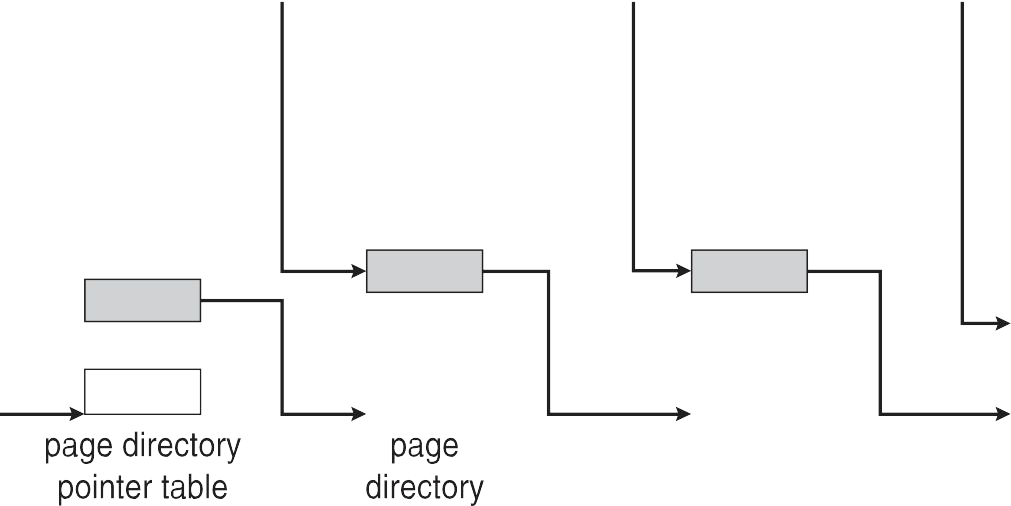 page directory
pointer table
page
directory